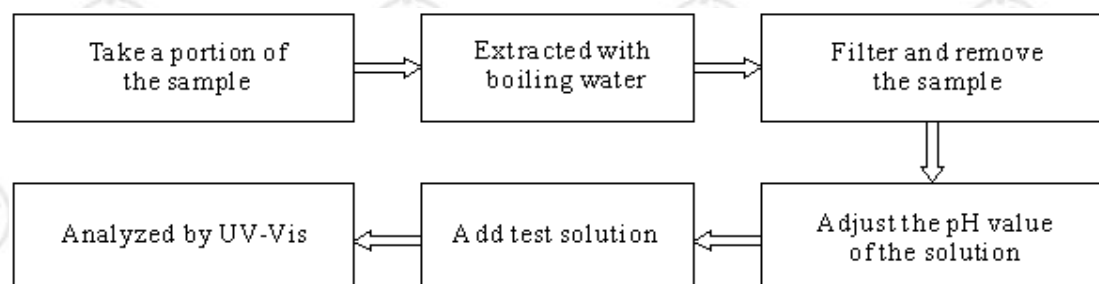 Take a portion of
the sample
Extracted with
boiling water
Filter and remove
the sample
Adjust the pH value
of the solution
Add test solution
Analyzed by UV-Vis